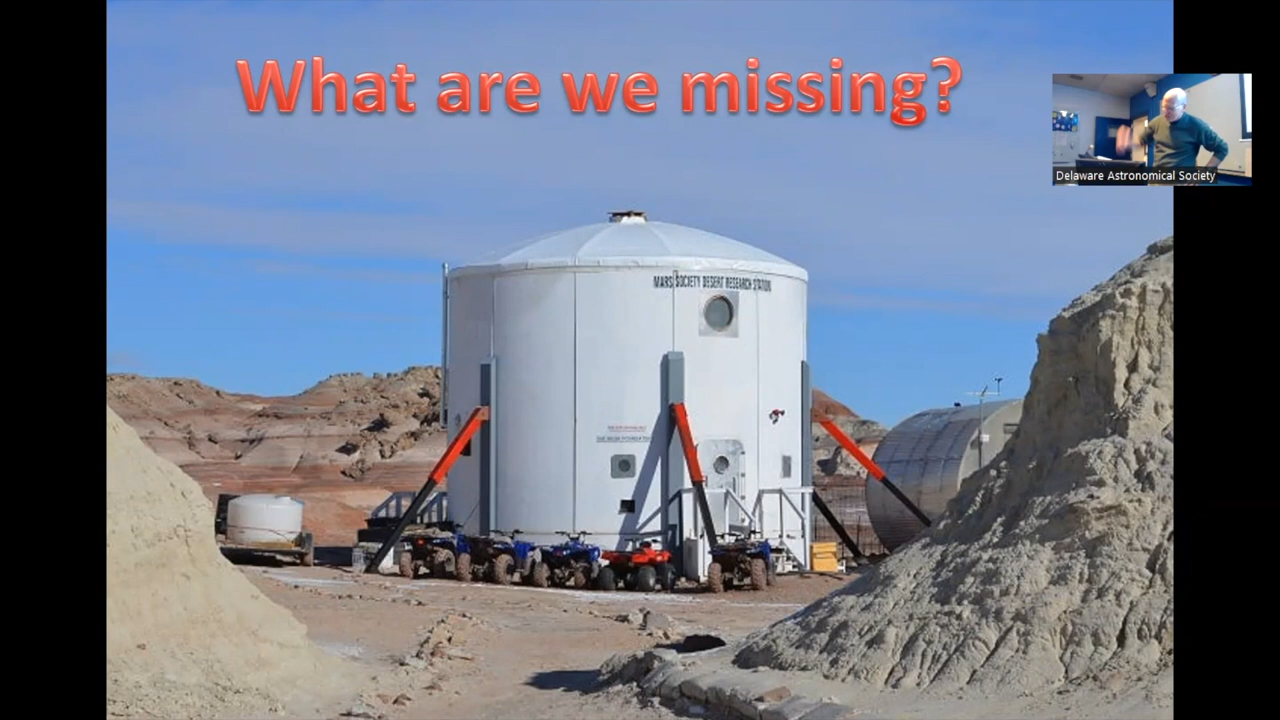 What are we missing?
Delaware Astronomical Society
MARS SOCIETY DESERT RESEARCH STATION